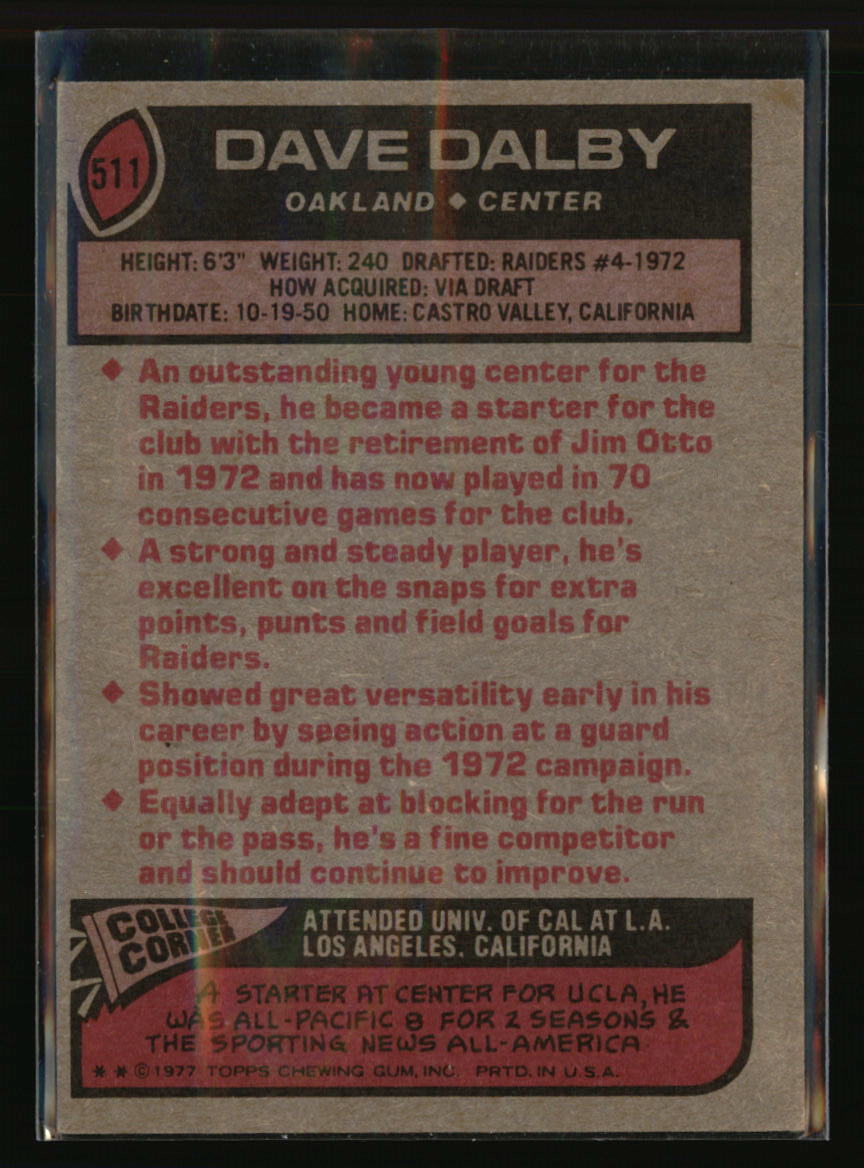 511
DAVE DALBY
OAKLAND ◆ CENTER
HEIGHT: 6'3" WEIGHT: 240 DRAFTED: RAIDERS #4-1972
HOW ACQUIRED: VIA DRAFT
BIRTHDATE: 10-19-50 HOME: CASTRO VALLEY, CALIFORNIA
◆ An outstanding young center for the
Raiders, he became a starter for the
club with the retirement of Jim Otto
in 1972 and has now played in 70
consecutive games for the club.
◆ A strong and steady player, he's
excellent on the snaps for extra
points, punts and field goals for
Raiders.
◆ Showed great versatility early in his
career by seeing action at a guard
position during the 1972 campaign.
◆ Equally adept at blocking for the run
or the pass, he's a fine competitor
and should continue to improve.
COLLEGE
CORNER
ATTENDED UNIV. OF CAL AT L.A.
LOS ANGELES, CALIFORNIA
A STARTER AT CENTER FOR UCLA, HE
WAS ALL-PACIFIC 8 FOR 2 SEASONS &
THE SPORTING NEWS ALL-AMERICA.
* * © 1977 TOPPS CHEWING GUM, INC. PRTD. IN U.S.A.